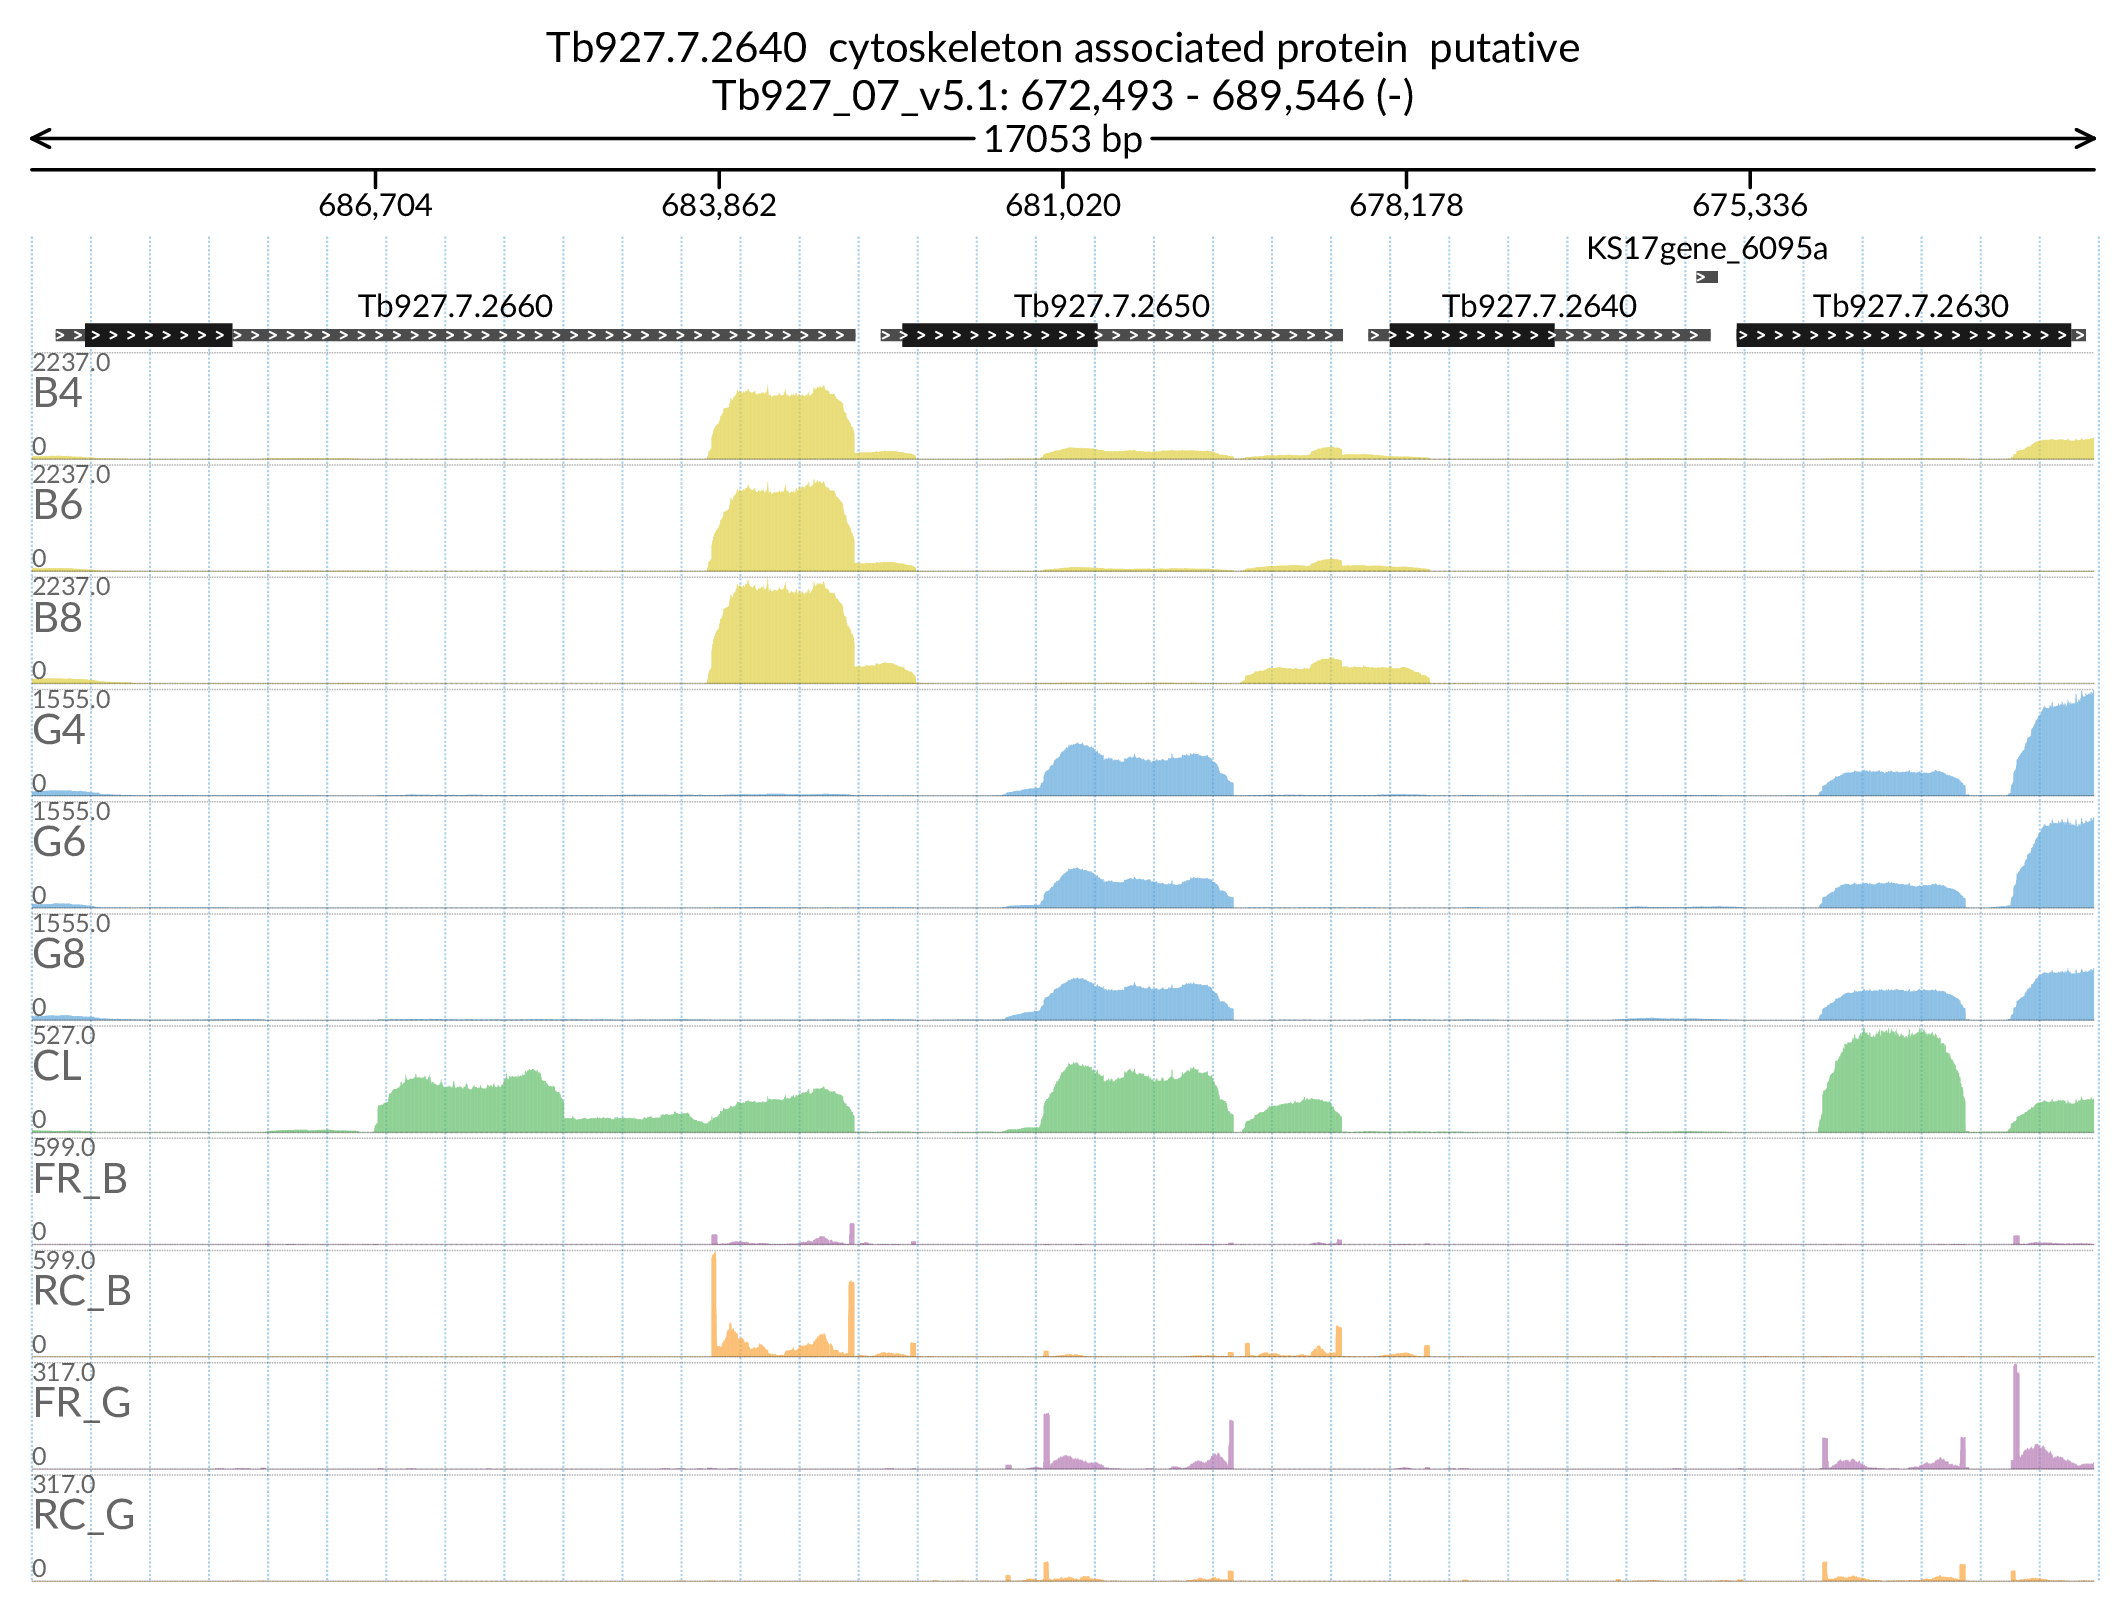 Tb927.7.2640 cytoskeleton associated protein putative
Tb927_07_v5.1: 672,493 - 689,546 (-)
17053 bp
686,704 683,862 681,020 678,178 675,336
KS17gene_6095a
Tb927.7.2660 Tb927.7.2650 Tb927.7.2640 Tb927.7.2630
2237.0
B4
0
2237.0
B6
0
2237.0
B8
0
1555.0
G4
0
1555.0
G6
0
1555.0
G8
0
527.0
CL
0
599.0
FR_B
0
599.0
RC_B
0
317.0
FR_G
0
317.0
RC_G
0